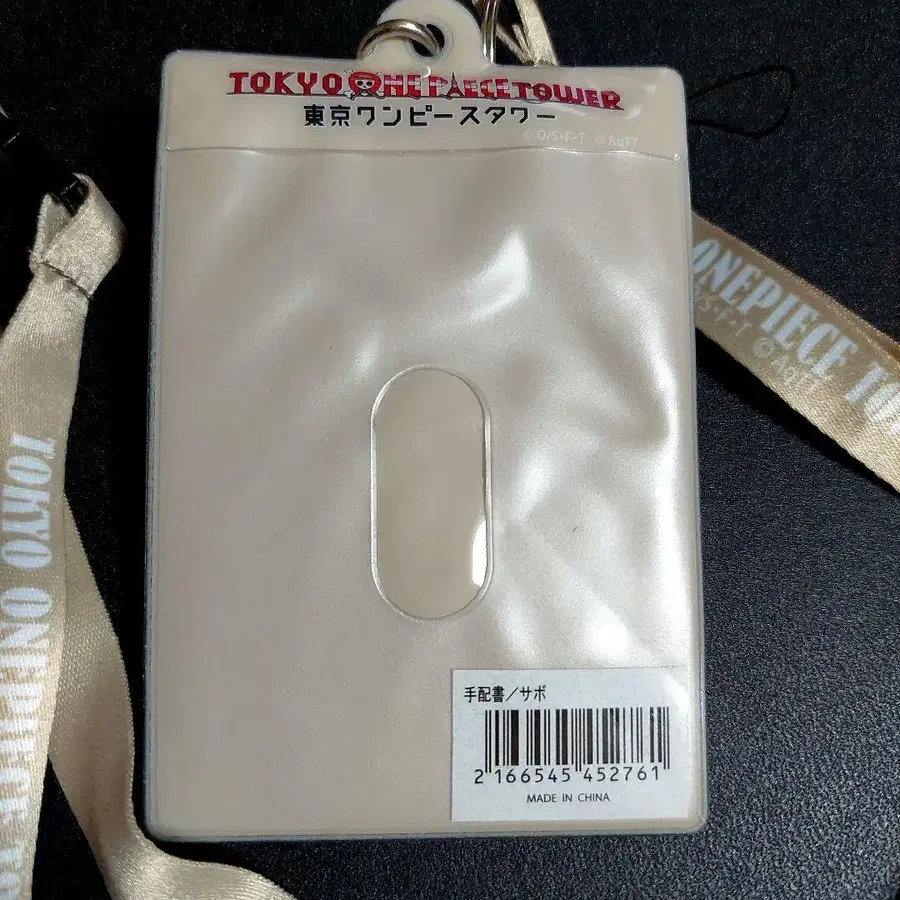 TOKYO ONE PIECE TOWER
東京ワンピースタワー
© O/S・F・T © Ag17
ONEPIECE TO
/S・F・T © Ag17
TOKYO ONEPIECE TO
手配書/サボ
2 166545 452761
MADE IN CHINA